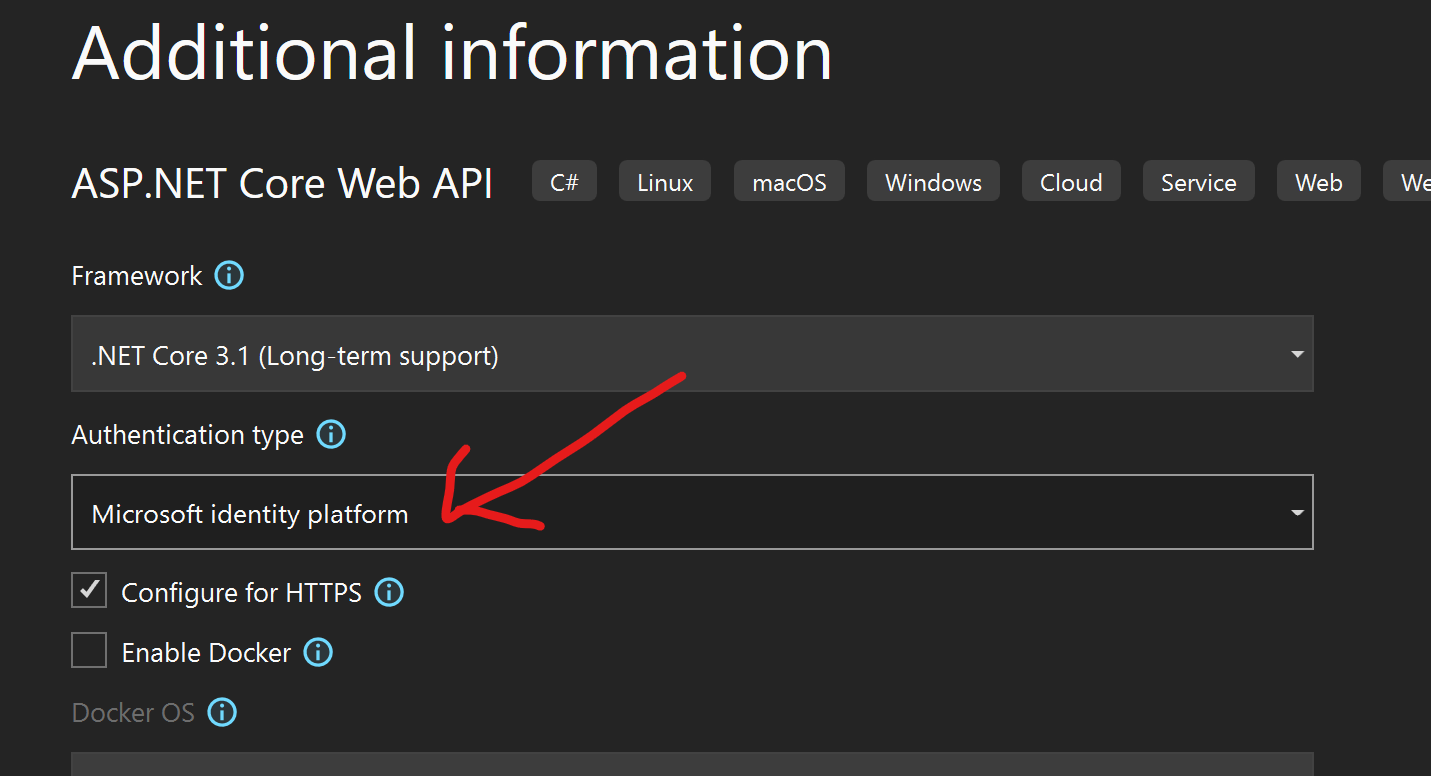 Additional information
ASP.NET Core Web API C# Linux macOS Windows Cloud Service Web We
Framework
.NET Core 3.1 (Long-term support)
Authentication type
Microsoft identity platform
Configure for HTTPS
Enable Docker
Docker OS